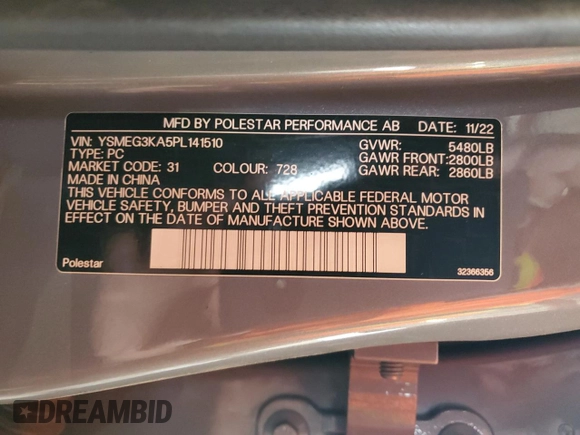 MFD BY POLESTAR PERFORMANCE AB DATE: 11/22
VIN: YSMEG3KA5PL141510 GVWR: 5480LB
TYPE: PC GAWR FRONT:2800LB
MARKET CODE: 31 COLOUR: 728 GAWR REAR: 2860LB
MADE IN CHINA
THIS VEHICLE CONFORMS TO ALL APPLICABLE FEDERAL MOTOR
VEHICLE SAFETY, BUMPER AND THEFT PREVENTION STANDARDS IN
EFFECT ON THE DATE OF MANUFACTURE SHOWN ABOVE.
Polestar 32366356
DREAMBID